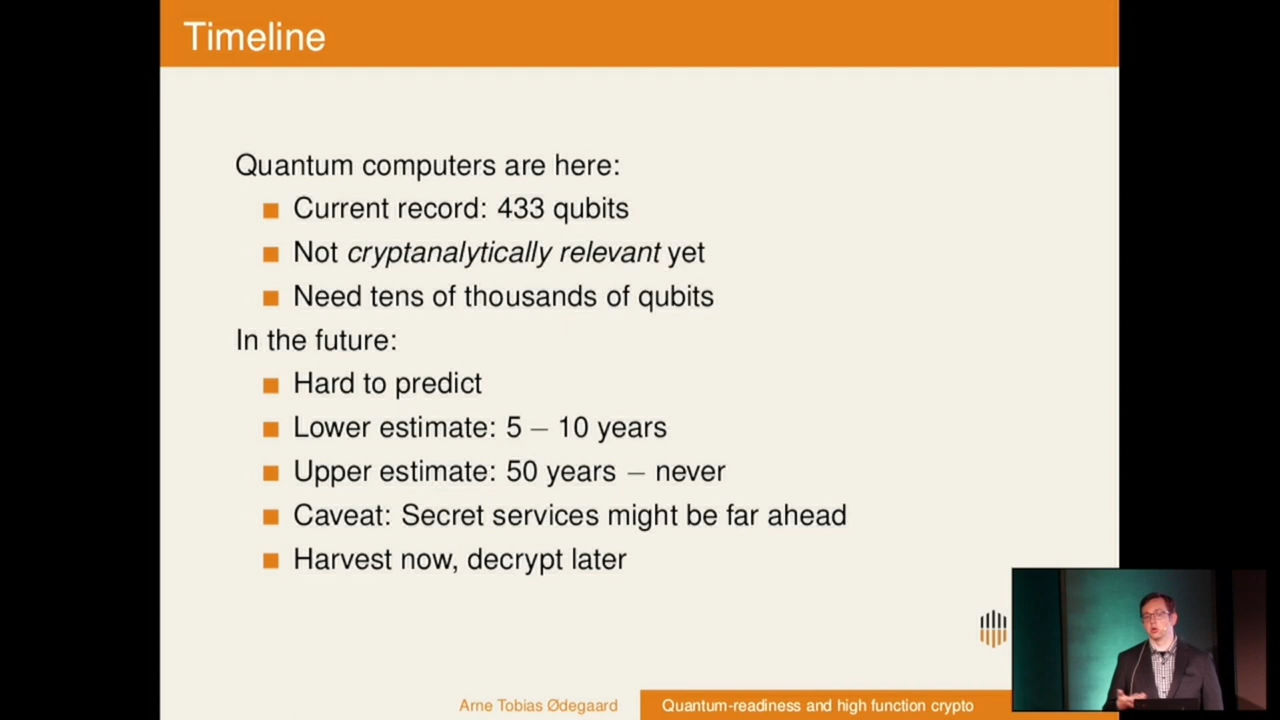 Timeline
Quantum computers are here:
Current record: 433 qubits
Not cryptanalytically relevant yet
Need tens of thousands of qubits
In the future:
Hard to predict
Lower estimate: 5 – 10 years
Upper estimate: 50 years – never
Caveat: Secret services might be far ahead
Harvest now, decrypt later
Arne Tobias Ødegaard
Quantum-readiness and high function crypto